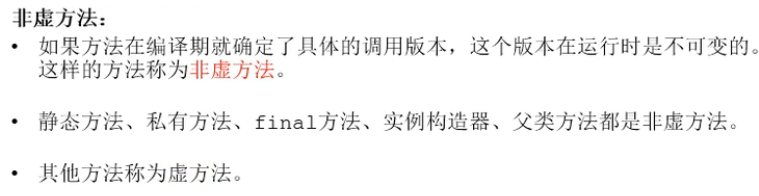 非虚方法：
• 如果方法在编译期就确定了具体的调用版本，这个版本在运行时是不可变的。
这样的方法称为非虚方法。
• 静态方法、私有方法、final方法、实例构造器、父类方法都是非虚方法。
• 其他方法称为虚方法。